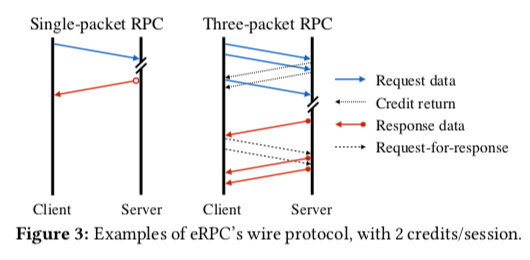 Single-packet RPC
Three-packet RPC
Request data
Credit return
Response data
Request-for-response
Client
Server
Client
Server
Figure 3: Examples of eRPC's wire protocol, with 2 credits/session.